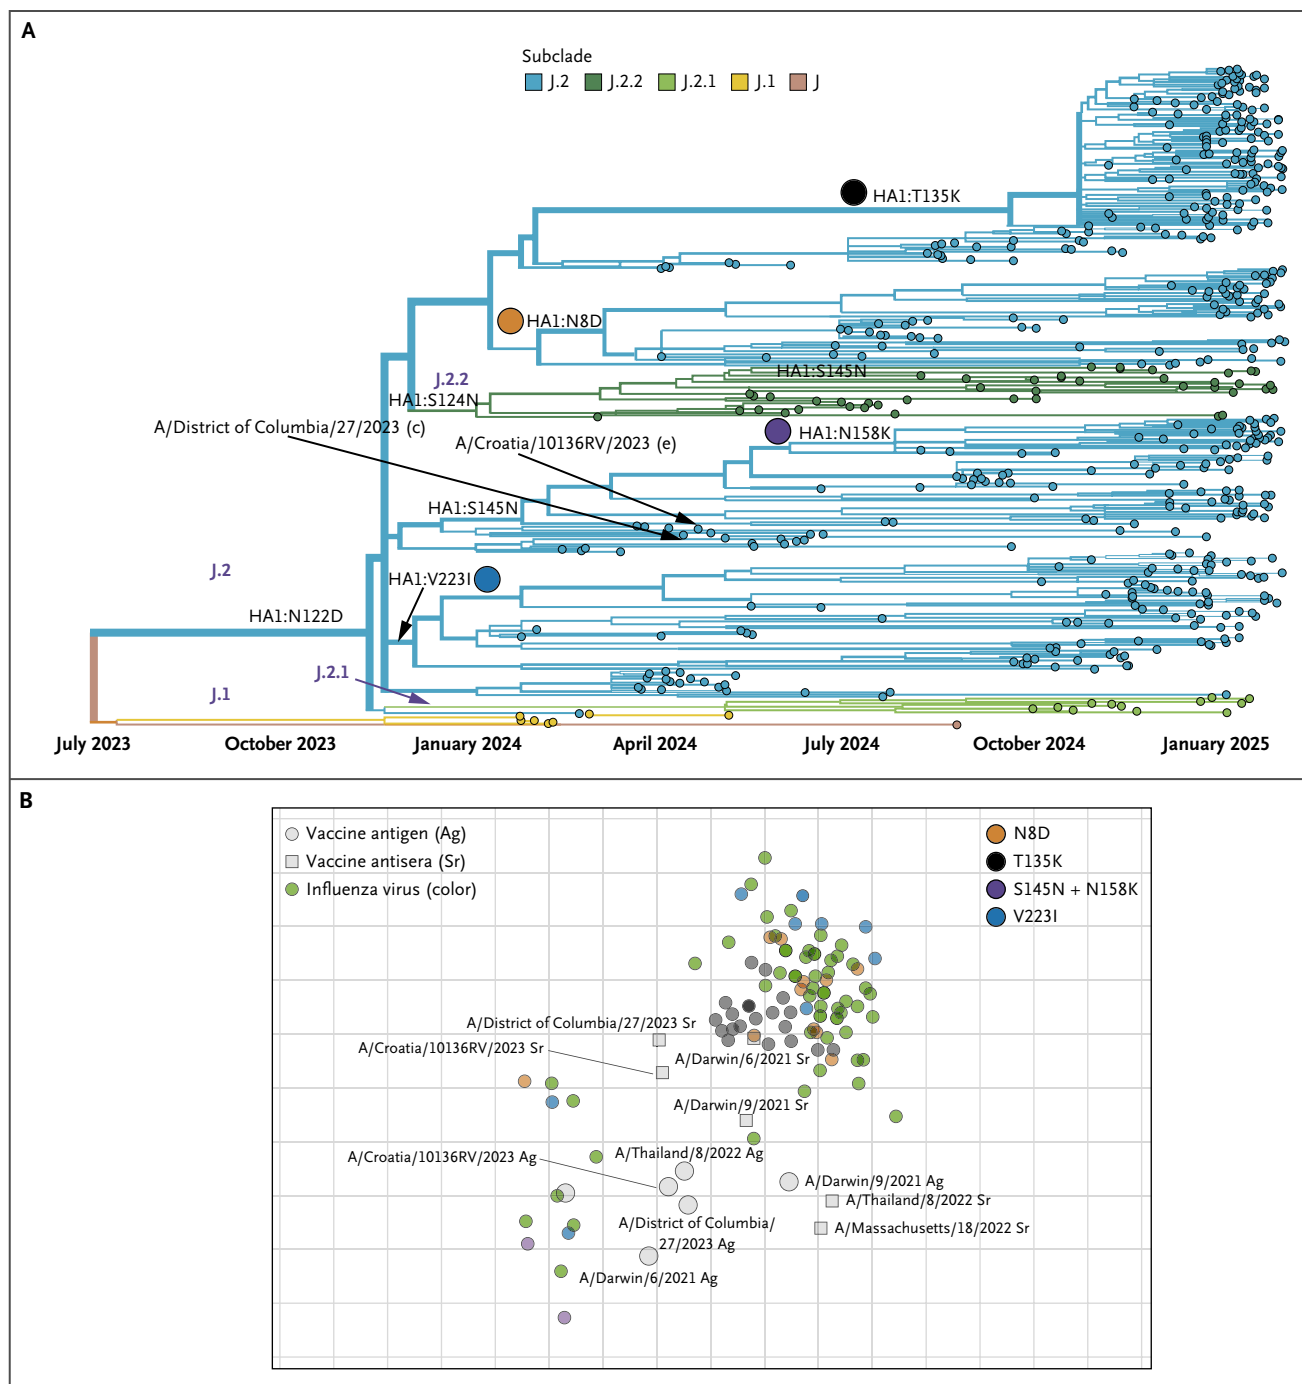 A
Subclade
J.2 J.2.2 J.2.1 J.1 J
HA1:T135K
HA1:N8D
HA1:S145N
J.2.2
HA1:S124N
A/District of Columbia/27/2023 (c)
A/Croatia/10136RV/2023 (e)
HA1:N158K
HA1:S145N
J.2
HA1:V223I
HA1:N122D
J.2.1
J.1
July 2023 October 2023 January 2024 April 2024 July 2024 October 2024 January 2025
B
Vaccine antigen (Ag)
Vaccine antisera (Sr)
Influenza virus (color)
N8D
T135K
S145N + N158K
V223I
A/District of Columbia/27/2023 Sr
A/Croatia/10136RV/2023 Sr
A/Darwin/6/2021 Sr
A/Darwin/9/2021 Sr
A/Thailand/8/2022 Ag
A/Croatia/10136RV/2023 Ag
A/Darwin/9/2021 Ag
A/Thailand/8/2022 Sr
A/District of Columbia/
27/2023 Ag
A/Massachusetts/18/2022 Sr
A/Darwin/6/2021 Ag